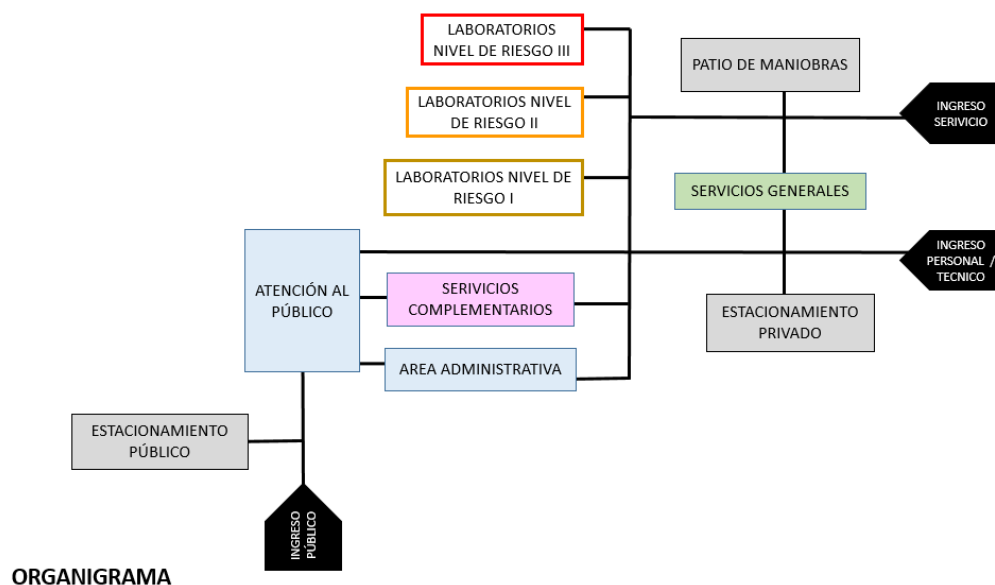 LABORATORIOS
NIVEL DE RIESGO III
PATIO DE MANIOBRAS
LABORATORIOS NIVEL
DE RIESGO II
INGRESO
SERIVICIO
LABORATORIOS NIVEL DE
RIESGO I
SERVICIOS GENERALES
INGRESO
PERSONAL /
TECNICO
ATENCIÓN AL
PÚBLICO
SERIVICIOS
COMPLEMENTARIOS
ESTACIONAMIENTO
PRIVADO
AREA ADMINISTRATIVA
ESTACIONAMIENTO
PÚBLICO
INGRESO
PÚBLICO
ORGANIGRAMA